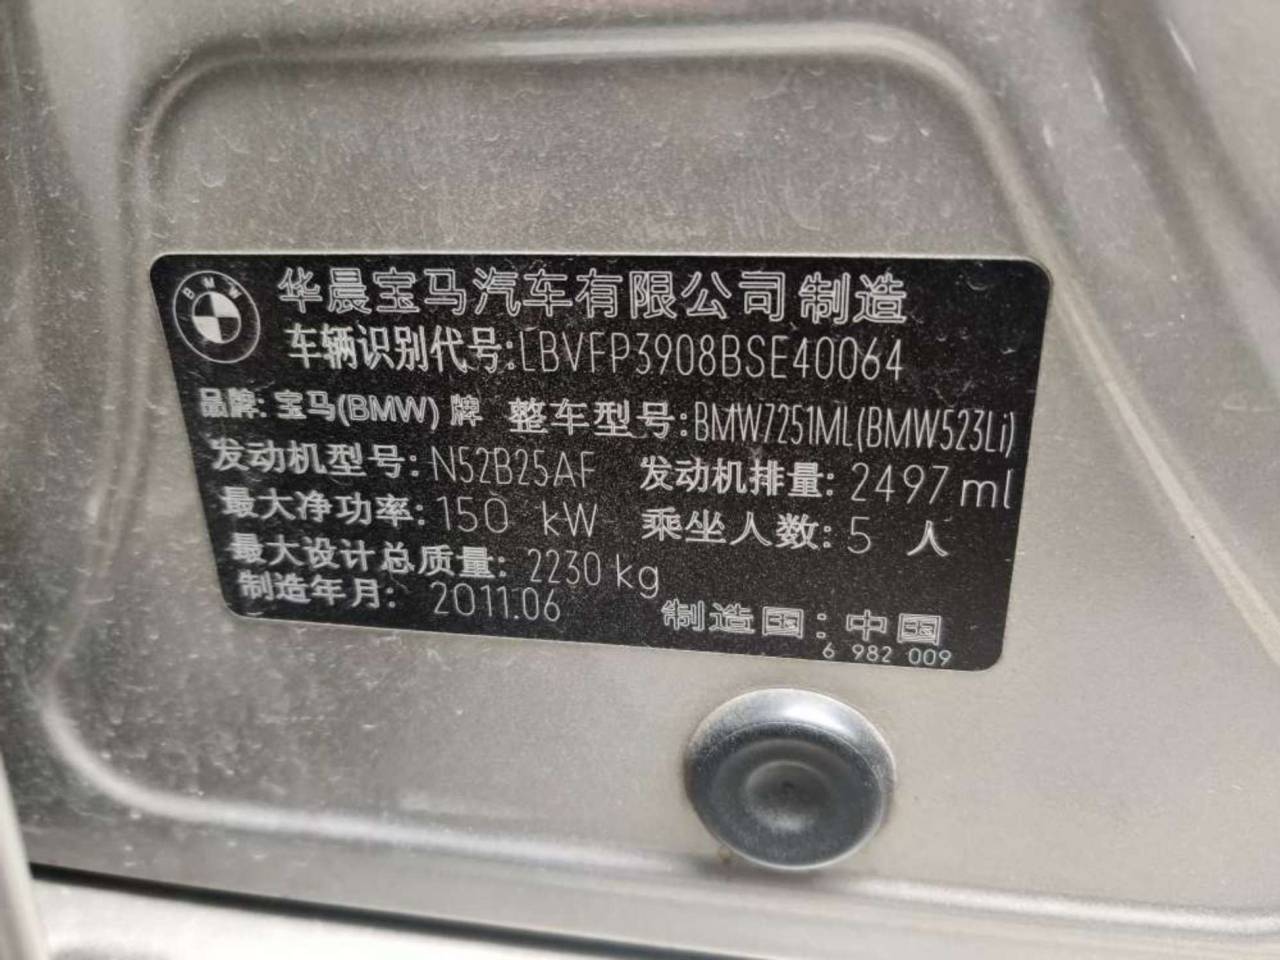 BMW
华晨宝马汽车有限公司制造
车辆识别代号:LBVFP3908BSE40064
品牌: 宝马(BMW) 牌 整车型号:BMW7251ML(BMW523Li)
发动机型号: N52B25AF 发动机排量: 2497 ml
最大净功率: 150 kW 乘坐人数: 5 人
最大设计总质量: 2230 kg
制造年月: 2011.06 制造国: 中国
6 982 009